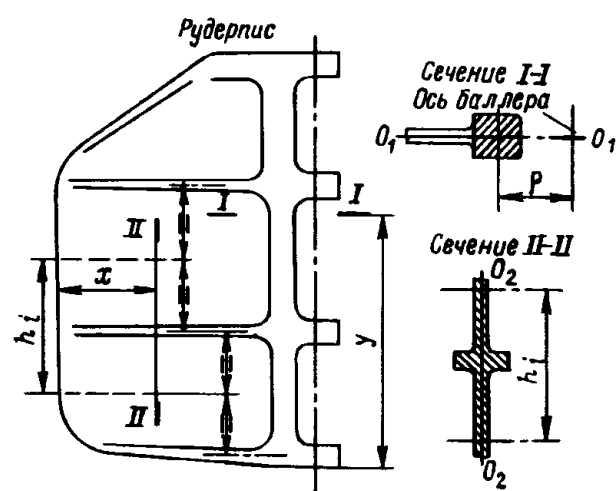 Рудерпис
Сечение I-I
Ось баллера
O₁
O₁
ρ
I
I
II
x
hᵢ
y
II
Сечение II-II
O₂
hᵢ
O₂